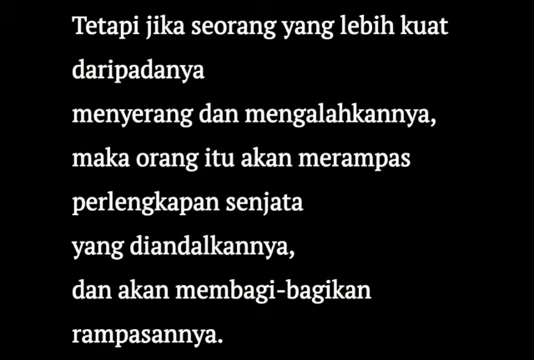 Tetapi jika seorang yang lebih kuat
daripadanya
menyerang dan mengalahkannya,
maka orang itu akan merampas
perlengkapan senjata
yang diandalkannya,
dan akan membagi-bagikan
rampasannya.